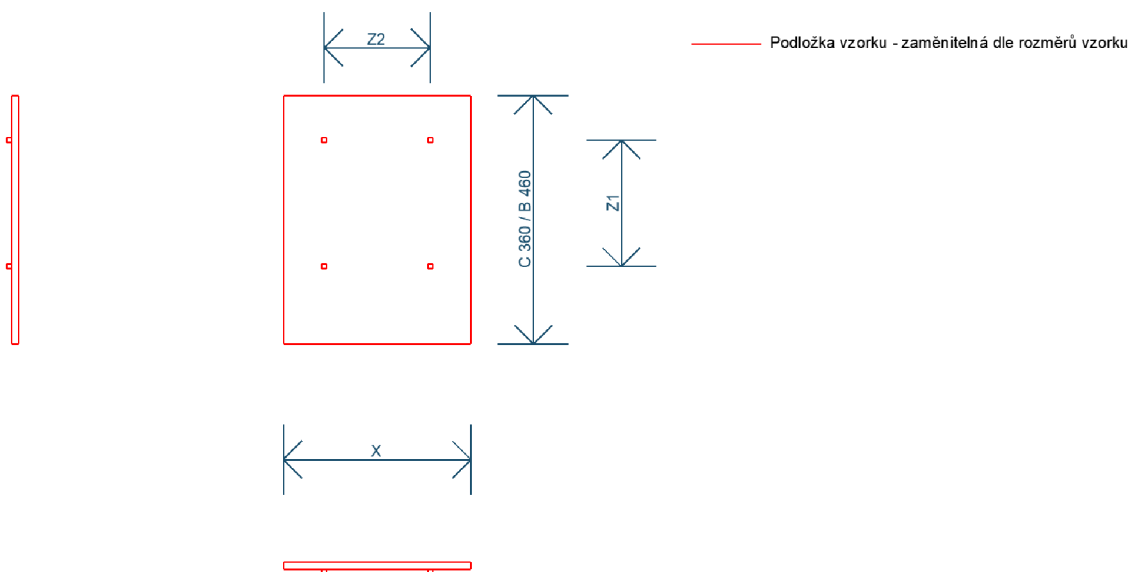 Z2
Podložka vzorku - zaměnitelná dle rozměrů vzorku
C 360 / B 460
Z1
X